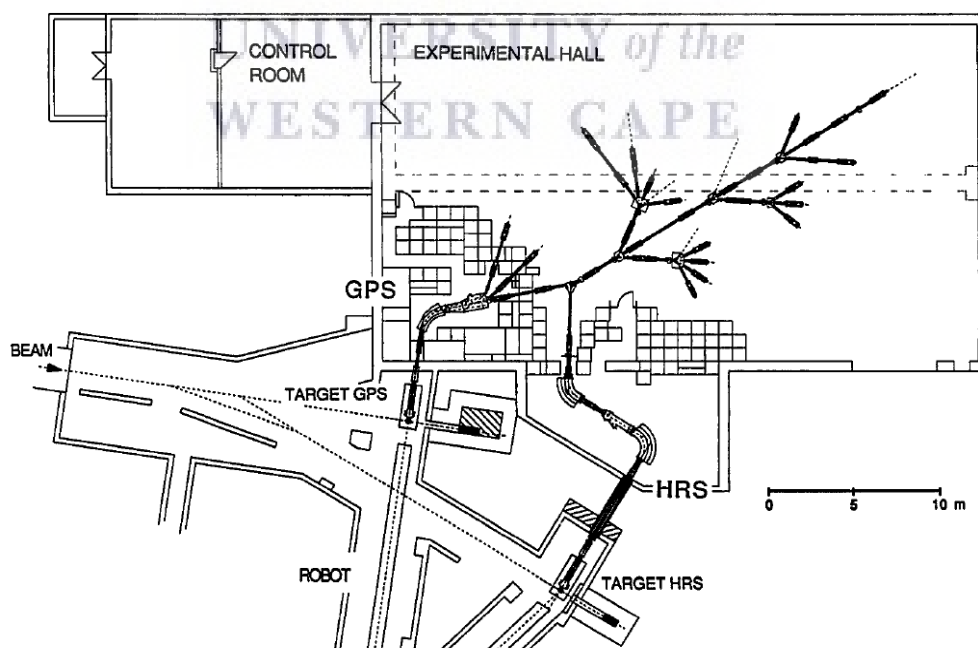 UNIVERSITY of the
WESTERN CAPE
CONTROL
ROOM
EXPERIMENTAL HALL
GPS
BEAM
TARGET GPS
HRS
0 5 10 m
ROBOT
TARGET HRS